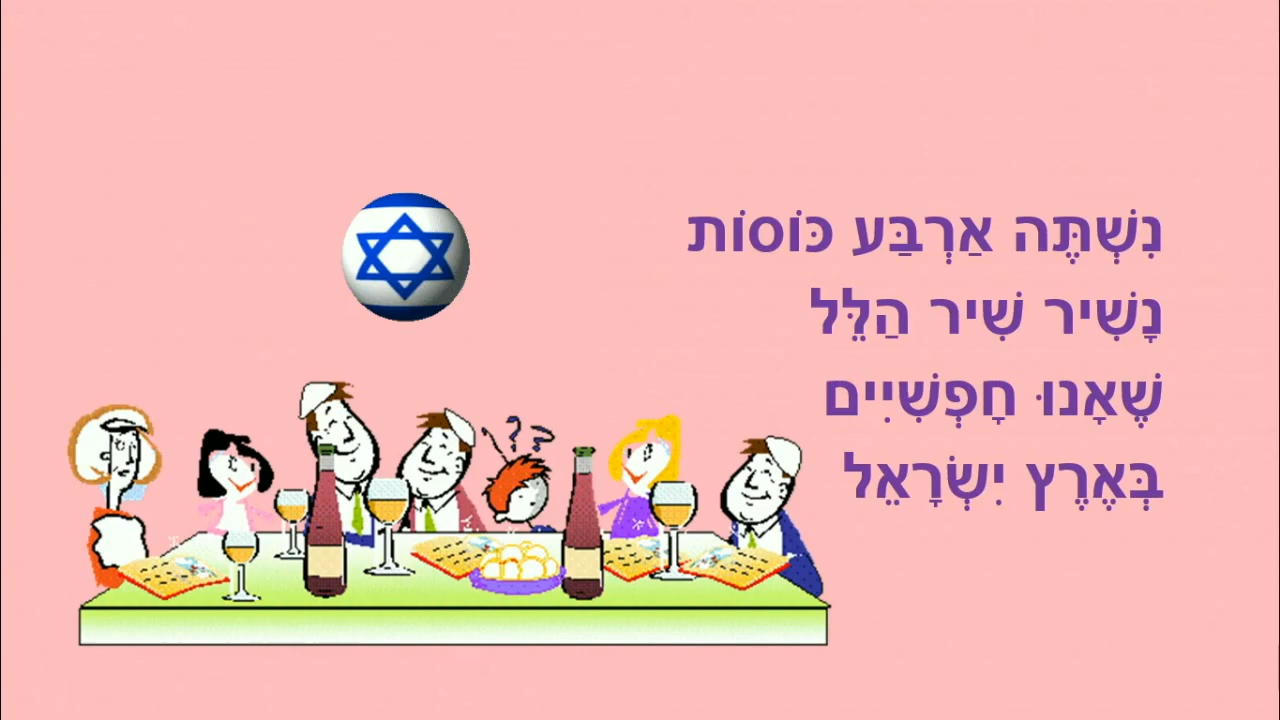 נִשְׁתֶּה אַרְבַּע כּוֹסוֹת
נָשִׁיר שִׁיר הַלֵּל
שֶׁאָנוּ חָפְשִׁיִים
בְּאֶרֶץ יִשְׂרָאֵל
??